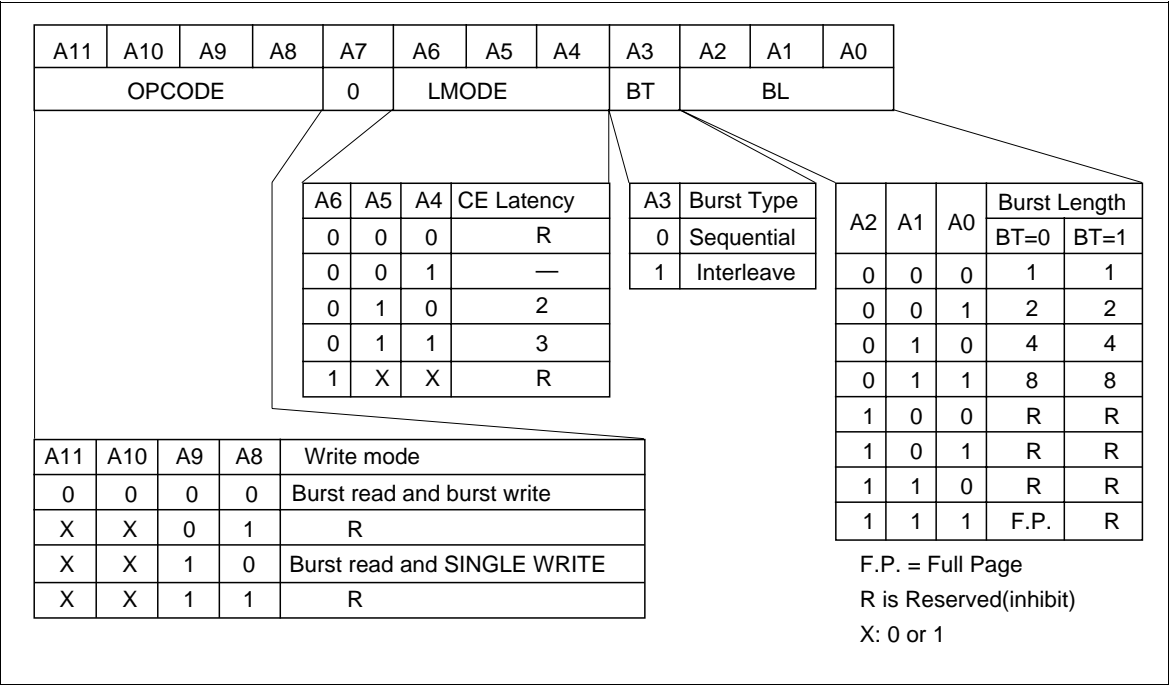 A11 A10 A9 A8 A7 A6 A5 A4 A3 A2 A1 A0
OPCODE 0 LMODE BT BL
A6 A5 A4 CE Latency
0 0 0 R
0 0 1 —
0 1 0 2
0 1 1 3
1 X X R
A3 Burst Type
0 Sequential
1 Interleave
A2 A1 A0 Burst Length
BT=0 BT=1
0 0 0 1 1
0 0 1 2 2
0 1 0 4 4
0 1 1 8 8
1 0 0 R R
1 0 1 R R
1 1 0 R R
1 1 1 F.P. R
A11 A10 A9 A8 Write mode
0 0 0 0 Burst read and burst write
X X 0 1 R
X X 1 0 Burst read and SINGLE WRITE
X X 1 1 R
F.P. = Full Page
R is Reserved(inhibit)
X: 0 or 1